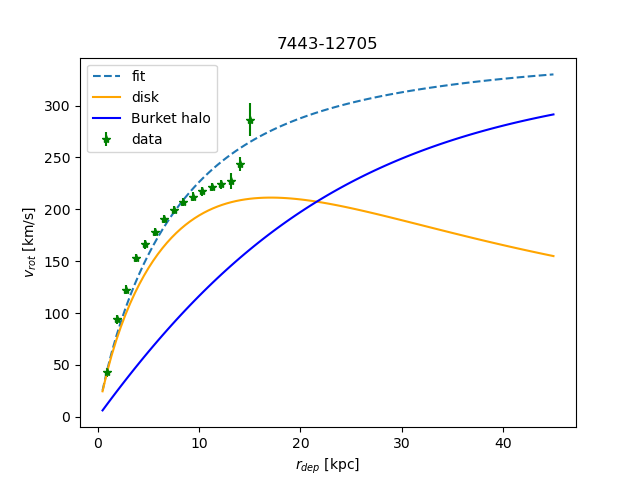 7443-12705
fit
disk
Burket halo
data
v_rot [km/s]
300
250
200
150
100
50
0
0 10 20 30 40
r_dep [kpc]